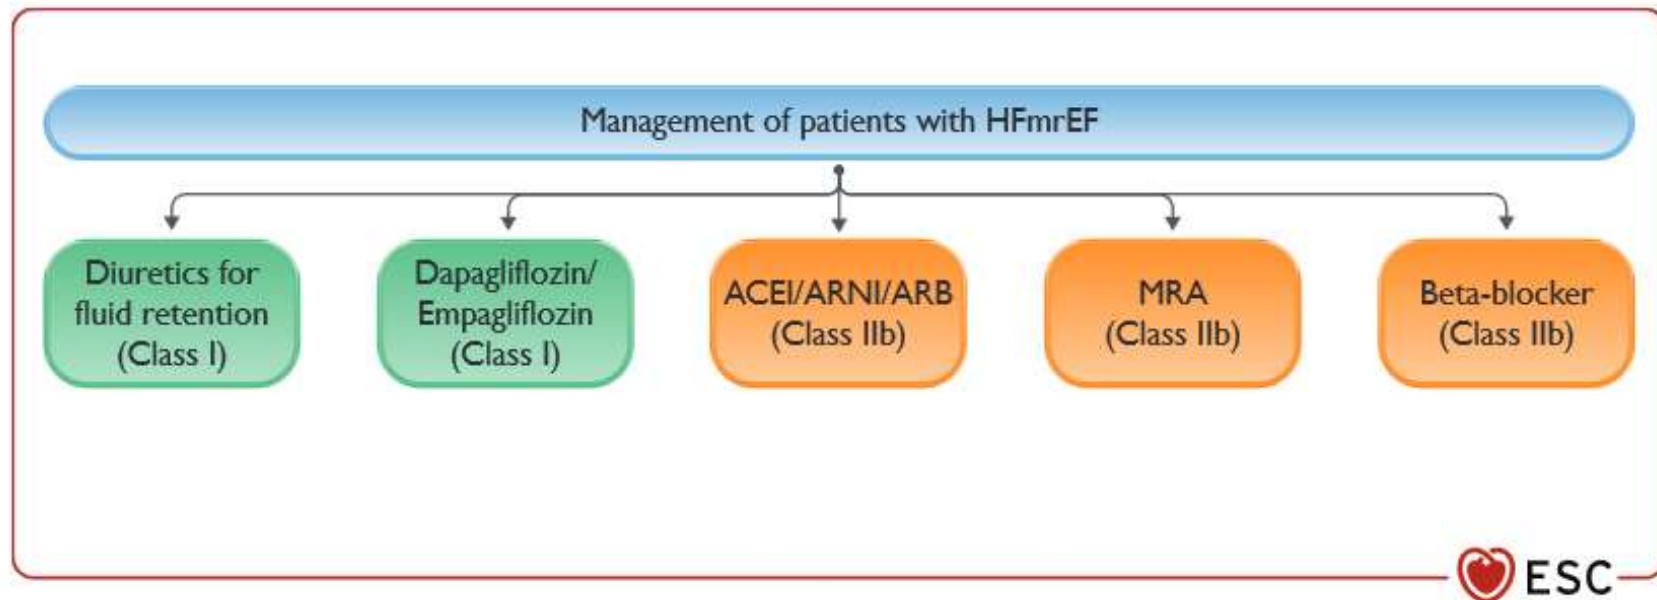 Management of patients with HFmrEF
Diuretics for
fluid retention
(Class I)
Dapagliflozin/
Empagliflozin
(Class I)
ACEI/ARNI/ARB
(Class IIb)
MRA
(Class IIb)
Beta-blocker
(Class IIb)
ESC